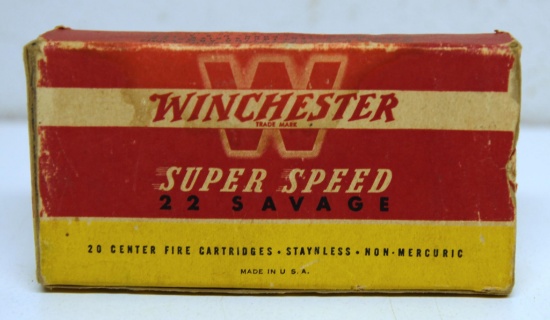 W
WINCHESTER
TRADE MARK
SUPER SPEED
22 SAVAGE
20 CENTER FIRE CARTRIDGES • STAYNLESS • NON-MERCURIC
MADE IN U.S.A.